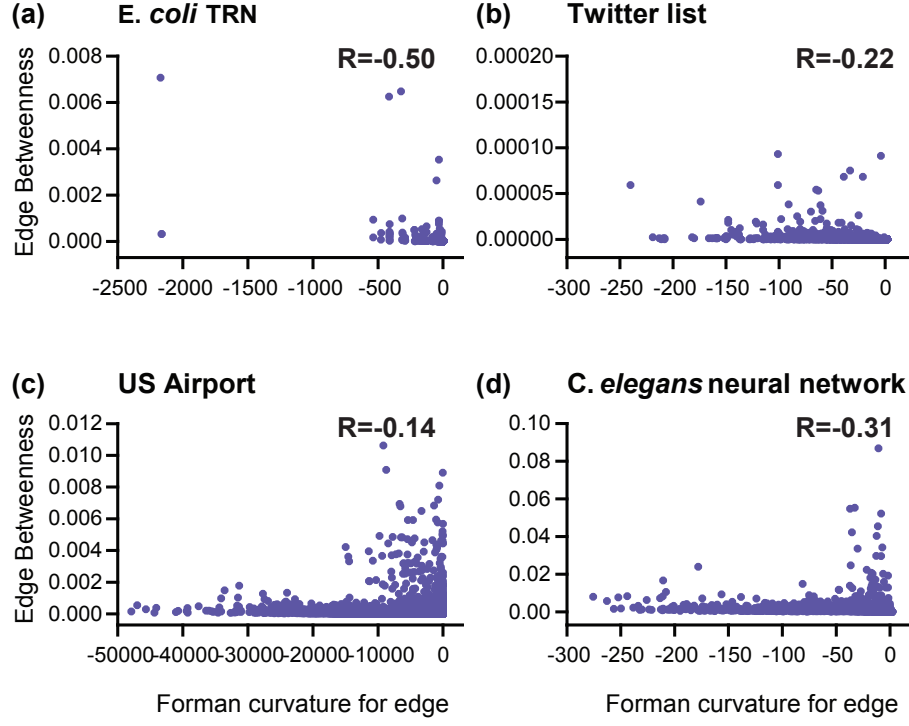 (a) E. coli TRN
R=-0.50
Edge Betweenness
0.008
0.006
0.004
0.002
0.000
-2500 -2000 -1500 -1000 -500 0
(b) Twitter list
R=-0.22
0.00020
0.00015
0.00010
0.00005
0.00000
-300 -250 -200 -150 -100 -50 0
(c) US Airport
R=-0.14
Edge Betweenness
0.012
0.010
0.008
0.006
0.004
0.002
0.000
-50000 -40000 -30000 -20000 -10000 0
Forman curvature for edge
(d) C. elegans neural network
R=-0.31
0.10
0.08
0.06
0.04
0.02
0.00
-300 -250 -200 -150 -100 -50 0
Forman curvature for edge